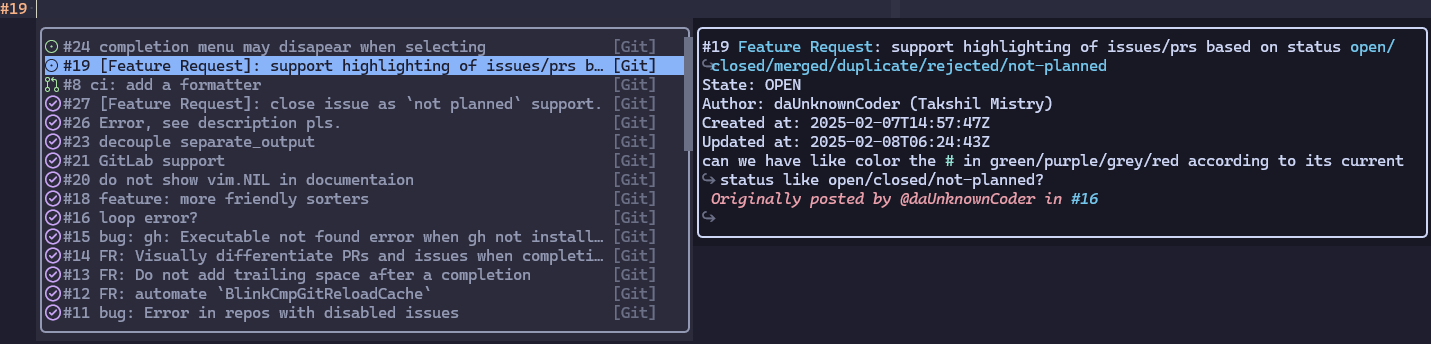 #19
#24 completion menu may disapear when selecting [Git]
#19 [Feature Request]: support highlighting of issues/prs b… [Git]
#8 ci: add a formatter [Git]
#27 [Feature Request]: close issue as `not planned` support. [Git]
#26 Error, see description pls. [Git]
#23 decouple separate_output [Git]
#21 GitLab support [Git]
#20 do not show vim.NIL in documentaion [Git]
#18 feature: more friendly sorters [Git]
#16 loop error? [Git]
#15 bug: gh: Executable not found error when gh not install… [Git]
#14 FR: Visually differentiate PRs and issues when completi… [Git]
#13 FR: Do not add trailing space after a completion [Git]
#12 FR: automate `BlinkCmpGitReloadCache` [Git]
#11 bug: Error in repos with disabled issues [Git]
#19 Feature Request: support highlighting of issues/prs based on status open/
closed/merged/duplicate/rejected/not-planned
State: OPEN
Author: daUnknownCoder (Takshil Mistry)
Created at: 2025-02-07T14:57:47Z
Updated at: 2025-02-08T06:24:43Z
can we have like color the # in green/purple/grey/red according to its current
status like open/closed/not-planned?
Originally posted by @daUnknownCoder in #16